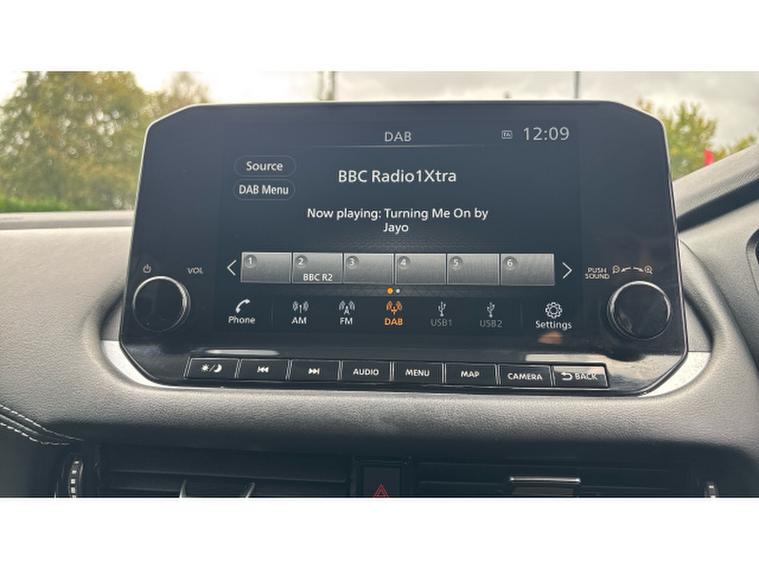 DAB
TA 12:09
Source
BBC Radio1Xtra
DAB Menu
Now playing: Turning Me On by
Jayo
1 2 3 4 5 6
BBC R2
VOL
PUSH
SOUND
Phone AM FM DAB USB1 USB2 Settings
AUDIO MENU MAP CAMERA BACK